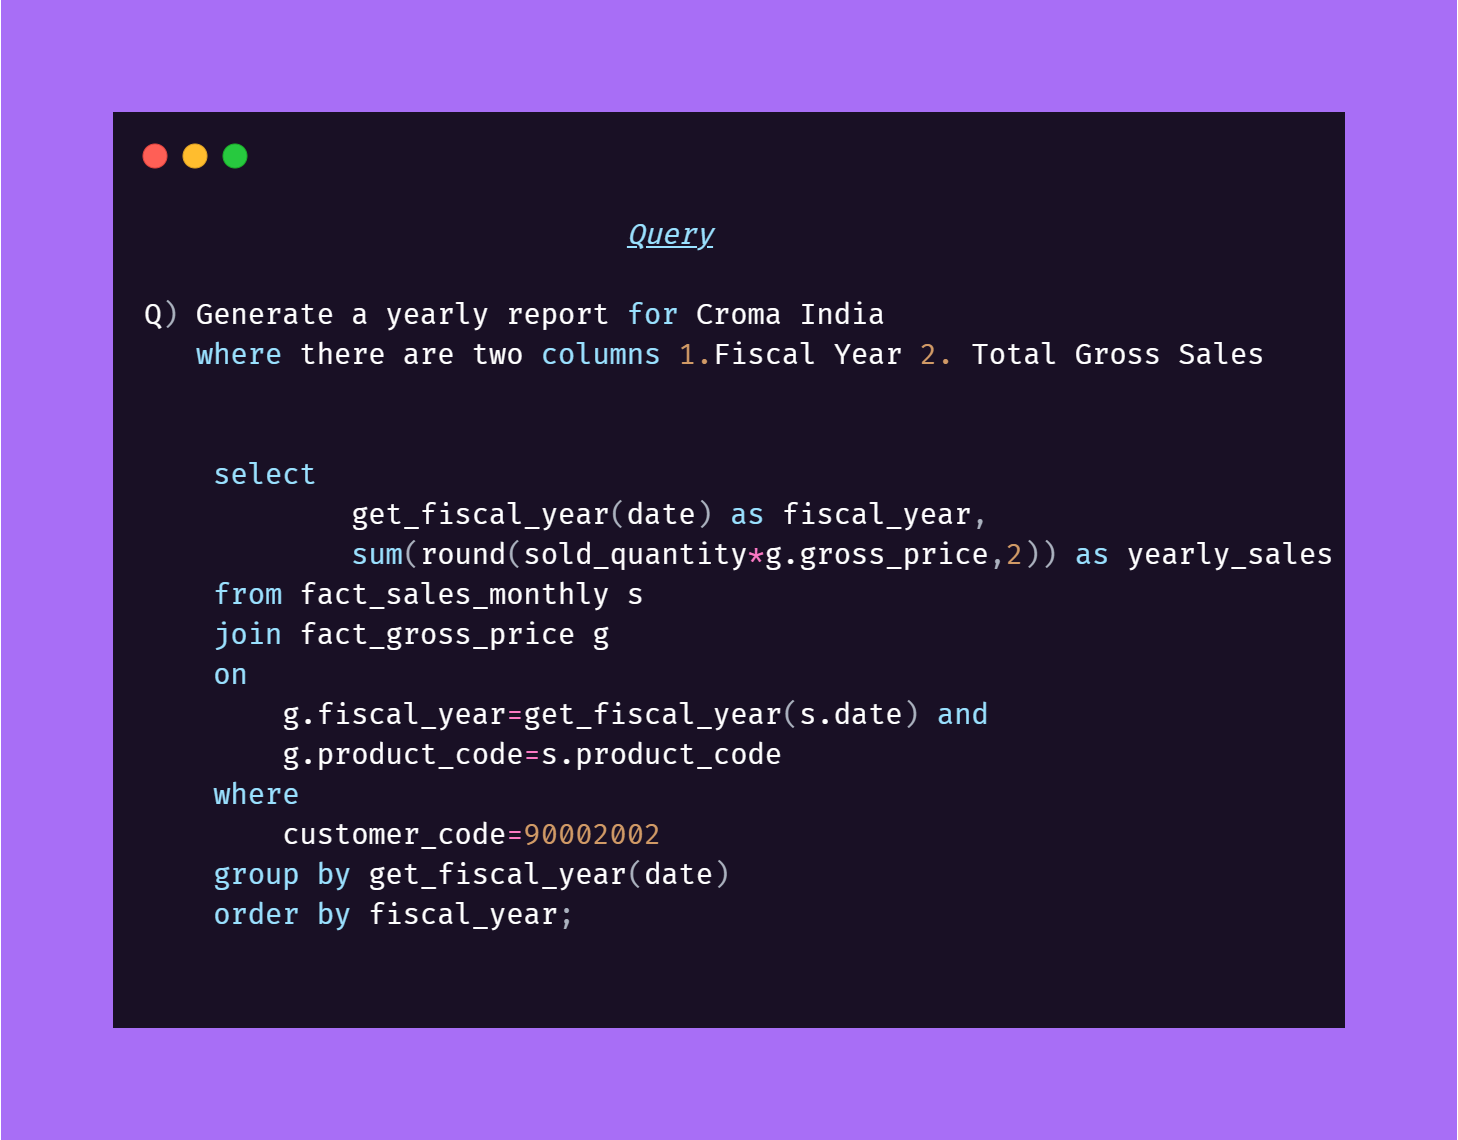 Query
Q) Generate a yearly report for Croma India
where there are two columns 1.Fiscal Year 2. Total Gross Sales
select
get_fiscal_year(date) as fiscal_year,
sum(round(sold_quantity*g.gross_price,2)) as yearly_sales
from fact_sales_monthly s
join fact_gross_price g
on
g.fiscal_year=get_fiscal_year(s.date) and
g.product_code=s.product_code
where
customer_code=90002002
group by get_fiscal_year(date)
order by fiscal_year;